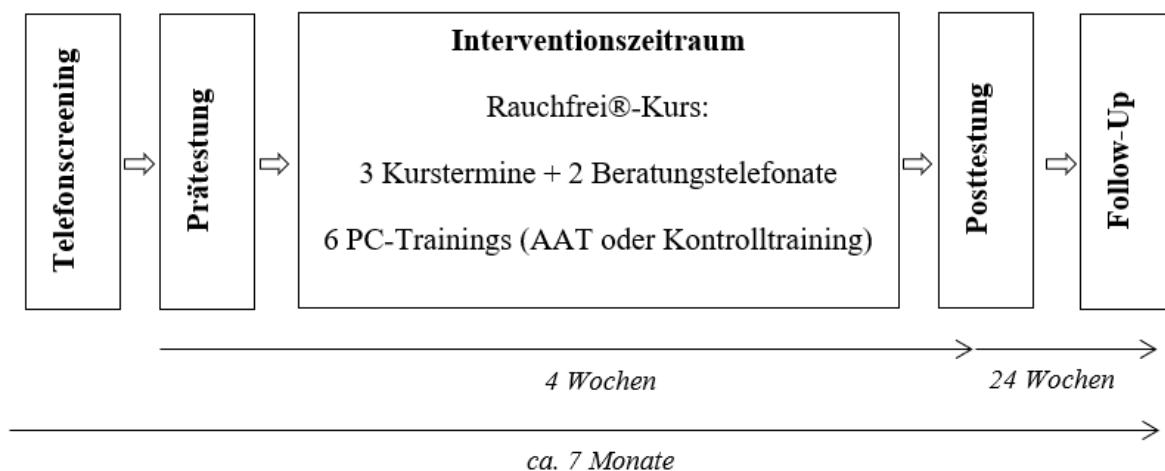 Telefonscreening
Prätestung
Interventionszeitraum
Rauchfrei®-Kurs:
3 Kurstermine + 2 Beratungstelefonate
6 PC-Trainings (AAT oder Kontrolltraining)
Posttestung
Follow-Up
4 Wochen
24 Wochen
ca. 7 Monate